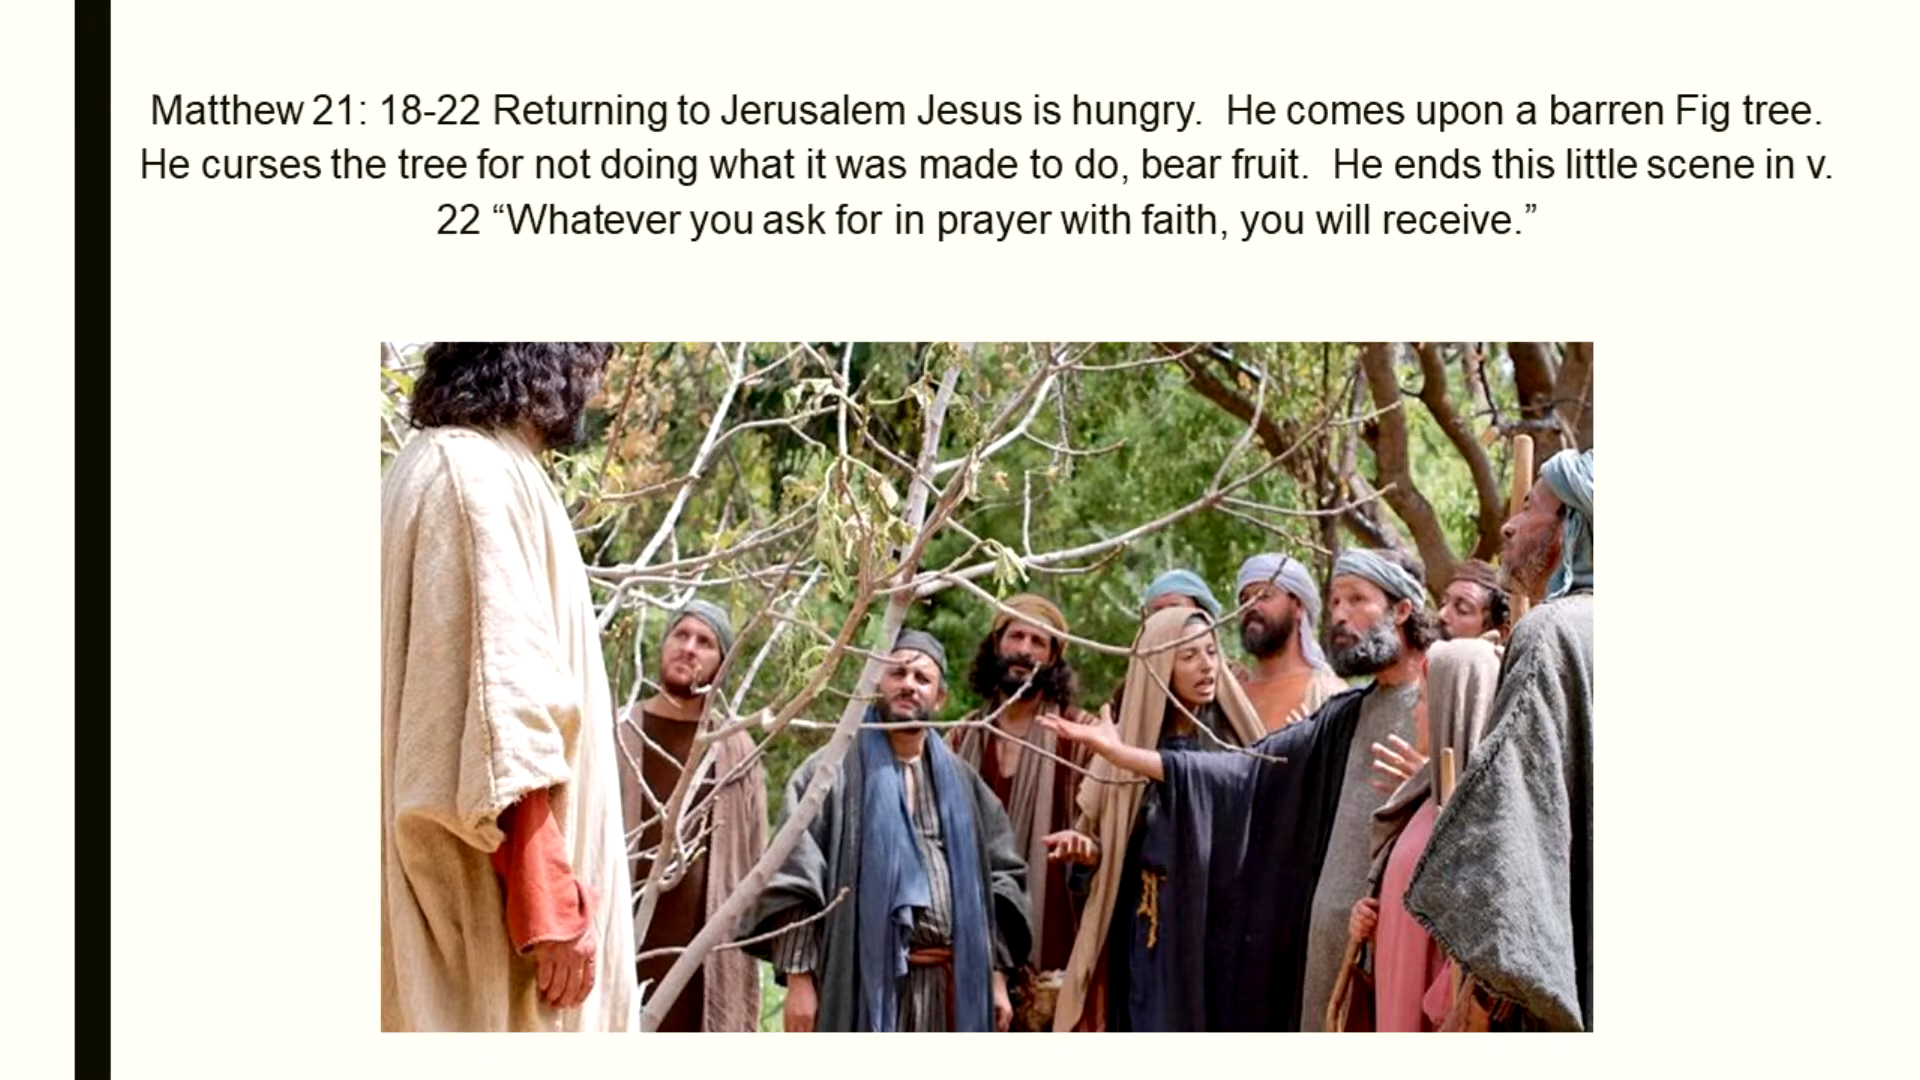 Matthew 21: 18-22 Returning to Jerusalem Jesus is hungry.  He comes upon a barren Fig tree.
He curses the tree for not doing what it was made to do, bear fruit.  He ends this little scene in v.
22 “Whatever you ask for in prayer with faith, you will receive.”